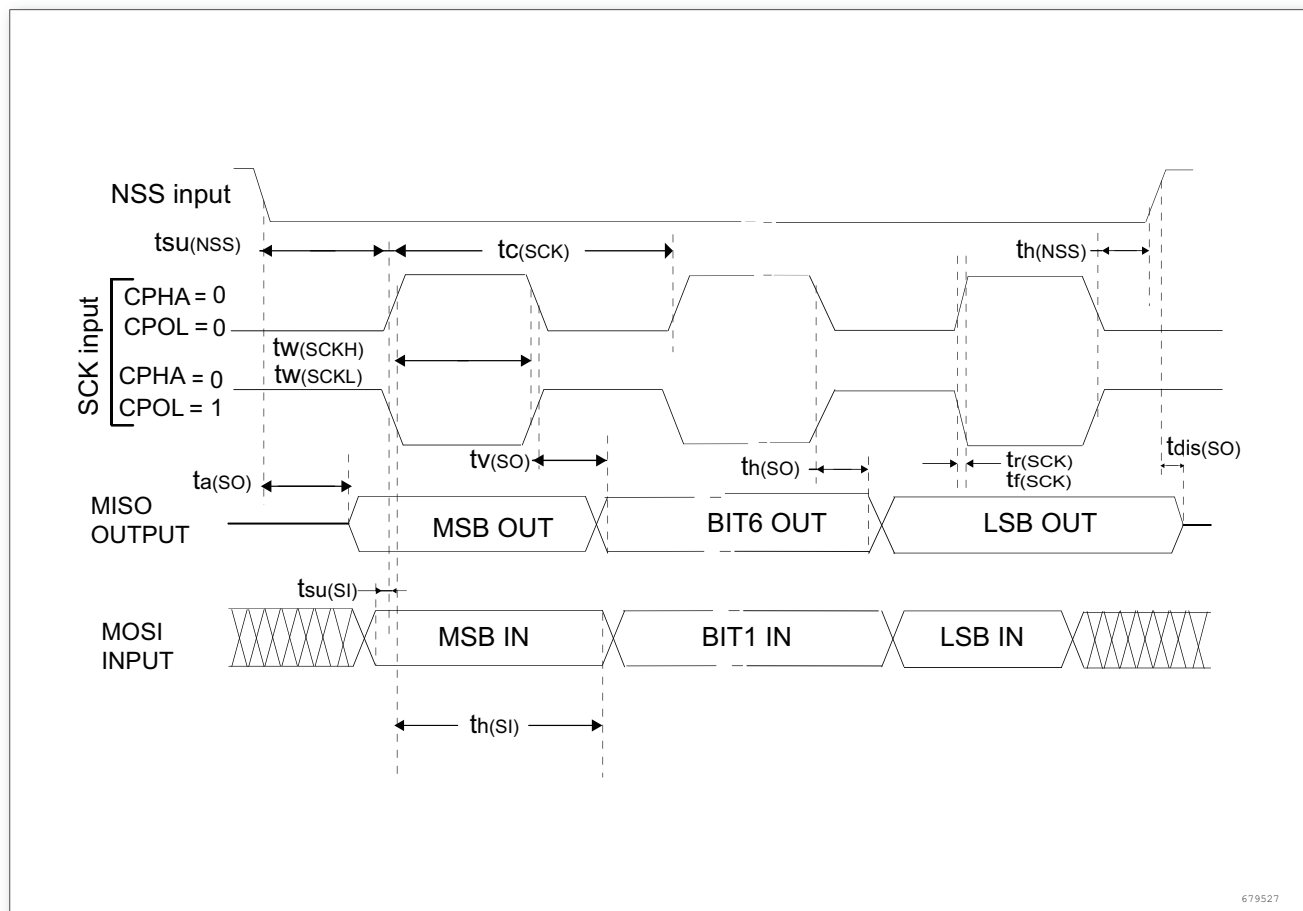 NSS input
tsu(NSS)
tc(SCK)
th(NSS)
SCK input
CPHA = 0
CPOL = 0
tw(SCKH)
CPHA = 0
tw(SCKL)
CPOL = 1
tv(SO)
th(SO)
tr(SCK)
tf(SCK)
tdis(SO)
ta(SO)
MISO
OUTPUT
MSB OUT
BIT6 OUT
LSB OUT
tsu(SI)
MOSI
INPUT
MSB IN
BIT1 IN
LSB IN
th(SI)
679527